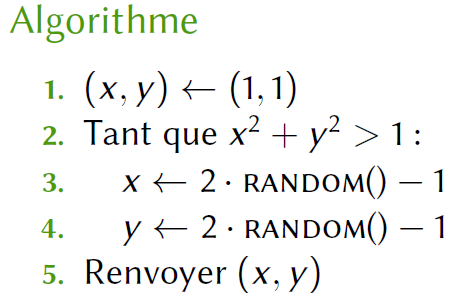 Algorithme
1. (x, y) ← (1, 1)
2. Tant que x² + y² > 1 :
3. x ← 2 · RANDOM() − 1
4. y ← 2 · RANDOM() − 1
5. Renvoyer (x, y)